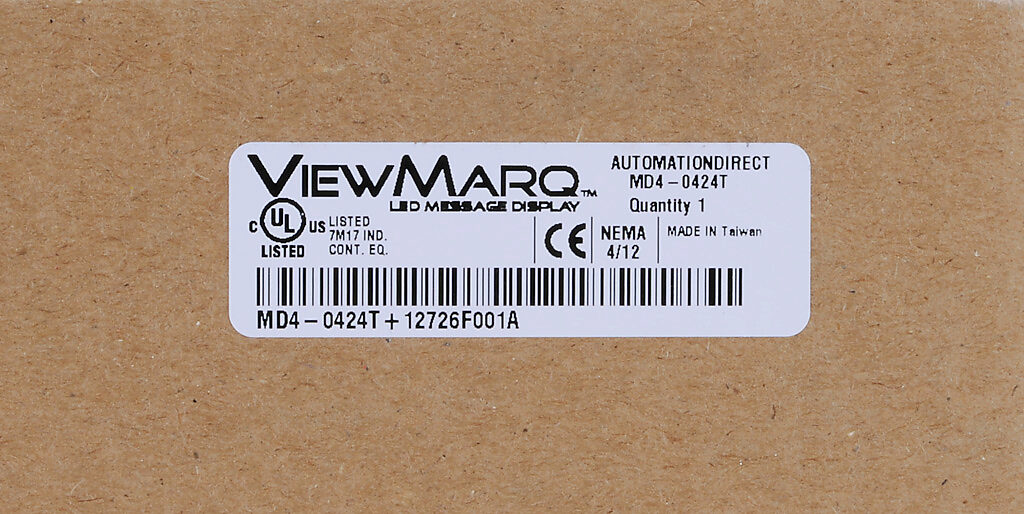 VIEWMARQ™
LED MESSAGE DISPLAY
AUTOMATIONDIRECT
MD4-0424T
Quantity 1
C UL US
LISTED
LISTED
7M17 IND.
CONT. EQ.
CE
NEMA
4/12
MADE IN Taiwan
MD4-0424T+12726F001A